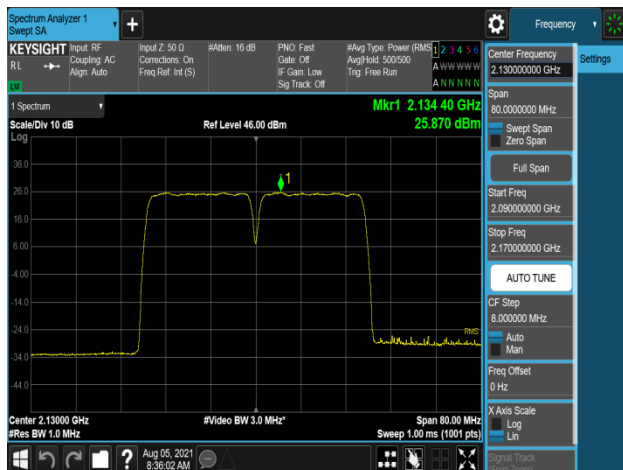 Spectrum Analyzer 1
Swept SA
+
Frequency
KEYSIGHT
RL
Input: RF
Coupling: AC
Align: Auto
Input Z: 50 Ω
Corrections: On
Freq Ref: Int (S)
#Atten: 16 dB
PNO: Fast
Gate: Off
IF Gain: Low
Sig Track: Off
#Avg Type: Power (RMS)
Avg|Hold: 500/500
Trig: Free Run
1 2 3 4 5 6
A W W W W W
A N N N N N
1 Spectrum
Scale/Div 10 dB
Ref Level 46.00 dBm
Mkr1 2.134 40 GHz
25.870 dBm
Log
36.0
26.0
16.0
6.00
-4.00
-14.0
-24.0
-34.0
-44.0
1
RMS
Center 2.13000 GHz
#Res BW 1.0 MHz
#Video BW 3.0 MHz*
Span 80.00 MHz
Sweep 1.00 ms (1001 pts)
?
Aug 05, 2021
8:36:02 AM
Center Frequency
2.130000000 GHz
Settings
Span
80.0000000 MHz
Swept Span
Zero Span
Full Span
Start Freq
2.090000000 GHz
Stop Freq
2.170000000 GHz
AUTO TUNE
CF Step
8.000000 MHz
Auto
Man
Freq Offset
0 Hz
X Axis Scale
Log
Lin
Signal Track